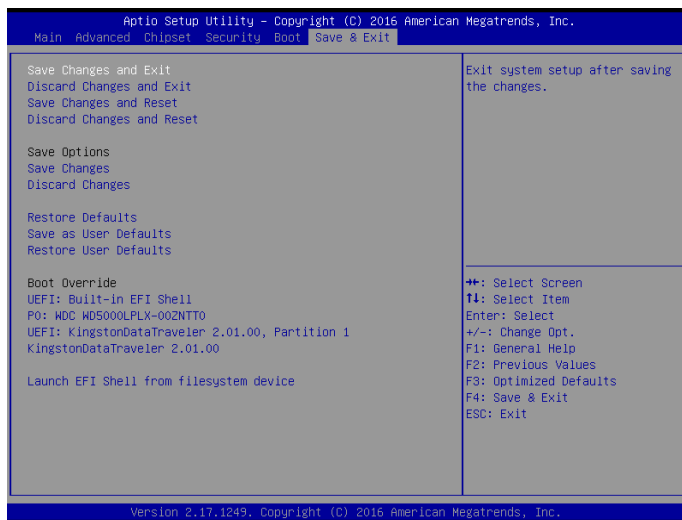 Aptio Setup Utility – Copyright (C) 2016 American Megatrends, Inc.
Main Advanced Chipset Security Boot Save & Exit
Save Changes and Exit
Discard Changes and Exit
Save Changes and Reset
Discard Changes and Reset
Save Options
Save Changes
Discard Changes
Restore Defaults
Save as User Defaults
Restore User Defaults
Boot Override
UEFI: Built-in EFI Shell
P0: WDC WD5000LPLX-00ZNTT0
UEFI: KingstonDataTraveler 2.01.00, Partition 1
KingstonDataTraveler 2.01.00
Launch EFI Shell from filesystem device
Exit system setup after saving
the changes.
→←: Select Screen
↑↓: Select Item
Enter: Select
+/-: Change Opt.
F1: General Help
F2: Previous Values
F3: Optimized Defaults
F4: Save & Exit
ESC: Exit
Version 2.17.1249. Copyright (C) 2016 American Megatrends, Inc.